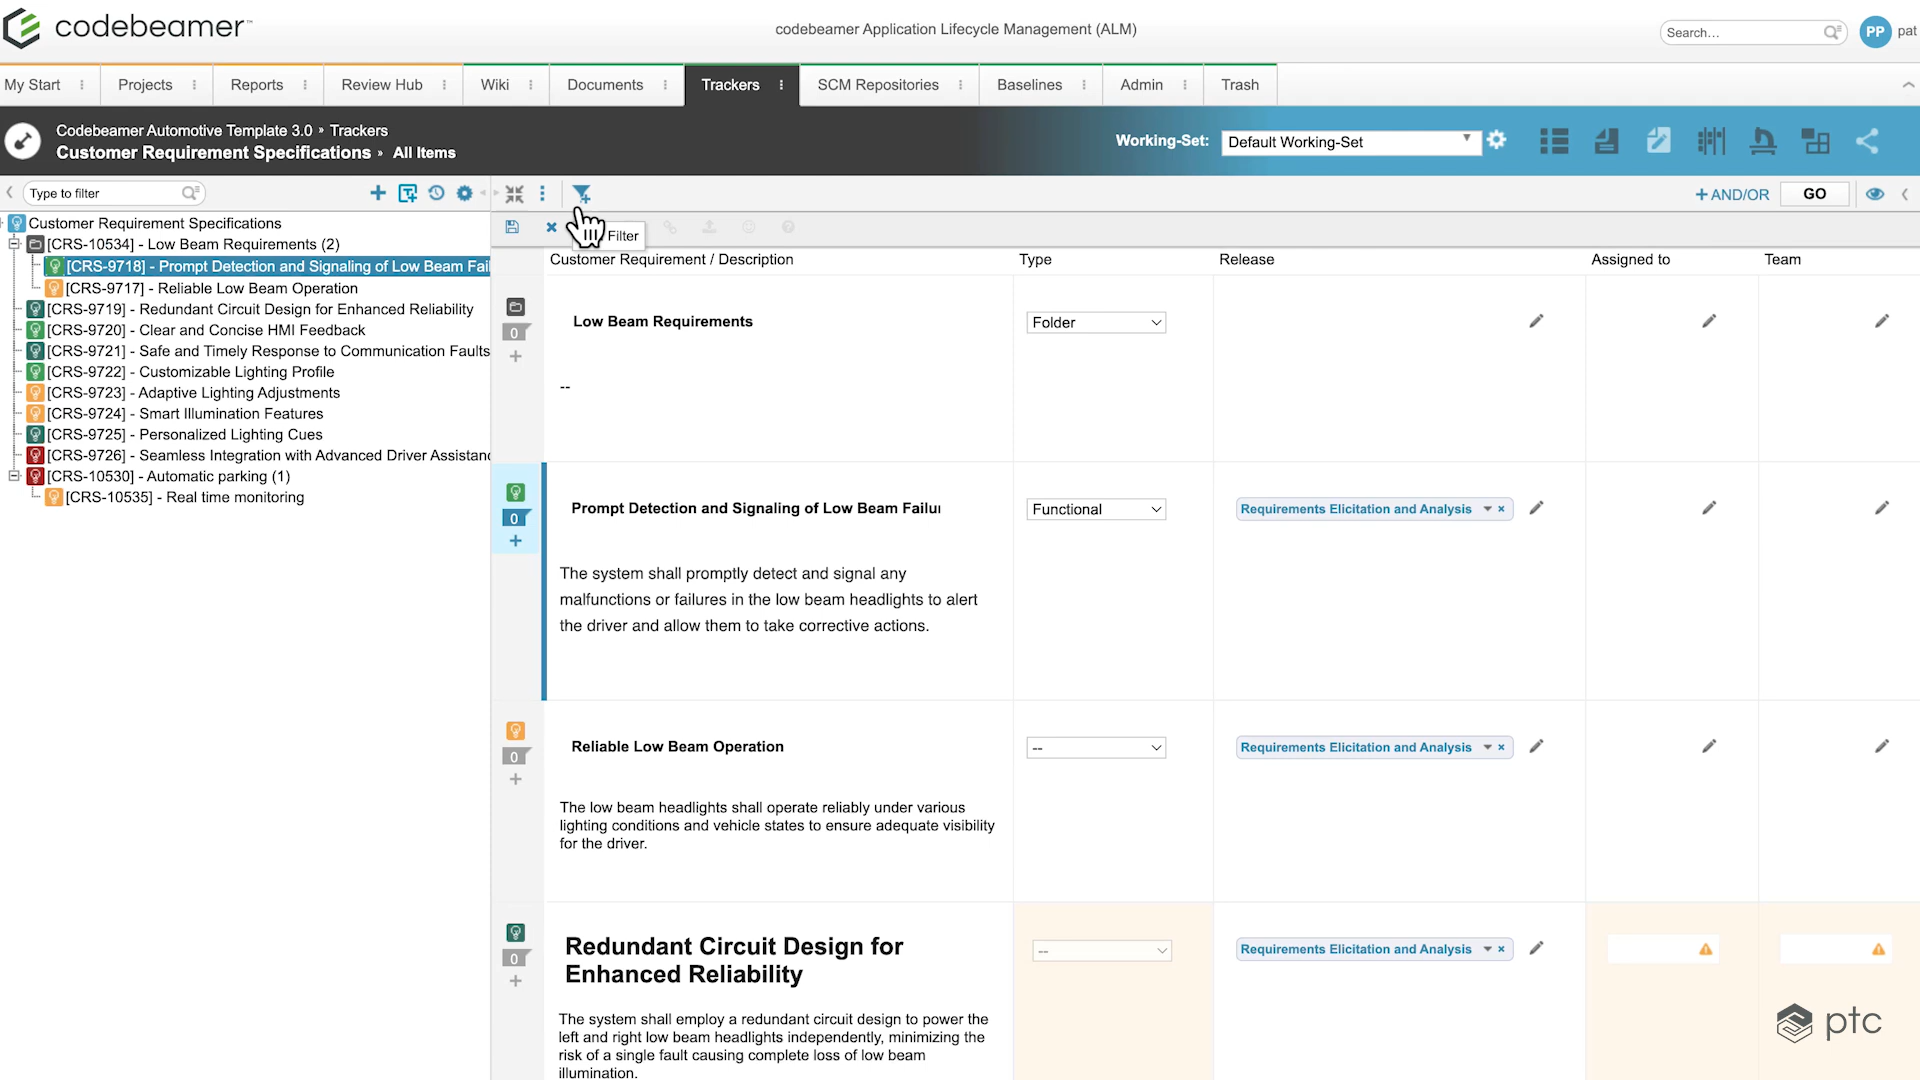 codebeamer
codebeamer Application Lifecycle Management (ALM)
Search...
PP
pat
My Start
Projects
Reports
Review Hub
Wiki
Documents
Trackers
SCM Repositories
Baselines
Admin
Trash
Codebeamer Automotive Template 3.0 » Trackers
Customer Requirement Specifications » All Items
Working-Set:
Default Working-Set
Type to filter
+AND/OR
GO
Filter
Customer Requirement Specifications
[CRS-10534] - Low Beam Requirements (2)
[CRS-9718] - Prompt Detection and Signaling of Low Beam Fail
[CRS-9717] - Reliable Low Beam Operation
[CRS-9719] - Redundant Circuit Design for Enhanced Reliability
[CRS-9720] - Clear and Concise HMI Feedback
[CRS-9721] - Safe and Timely Response to Communication Faults
[CRS-9722] - Customizable Lighting Profile
[CRS-9723] - Adaptive Lighting Adjustments
[CRS-9724] - Smart Illumination Features
[CRS-9725] - Personalized Lighting Cues
[CRS-9726] - Seamless Integration with Advanced Driver Assistanc
[CRS-10530] - Automatic parking (1)
[CRS-10535] - Real time monitoring
Customer Requirement / Description
Type
Release
Assigned to
Team
0
Low Beam Requirements
Folder
--
0
Prompt Detection and Signaling of Low Beam Failur
Functional
Requirements Elicitation and Analysis
The system shall promptly detect and signal any
malfunctions or failures in the low beam headlights to alert
the driver and allow them to take corrective actions.
0
Reliable Low Beam Operation
--
Requirements Elicitation and Analysis
The low beam headlights shall operate reliably under various
lighting conditions and vehicle states to ensure adequate visibility
for the driver.
0
Redundant Circuit Design for
Enhanced Reliability
--
Requirements Elicitation and Analysis
The system shall employ a redundant circuit design to power the
left and right low beam headlights independently, minimizing the
risk of a single fault causing complete loss of low beam
illumination.
ptc